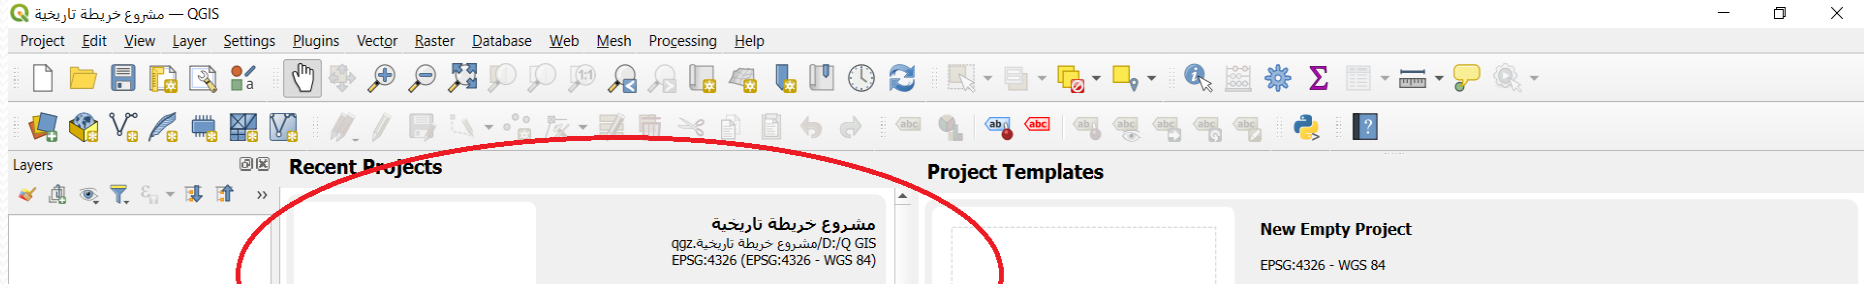 مشروع خريطة تاريخية — QGIS
Project Edit View Layer Settings Plugins Vector Raster Database Web Mesh Processing Help
Layers
Recent Projects
مشروع خريطة تاريخية
D:/Q GIS/مشروع خريطة تاريخية.qgz
EPSG:4326 (EPSG:4326 - WGS 84)
Project Templates
New Empty Project
EPSG:4326 - WGS 84